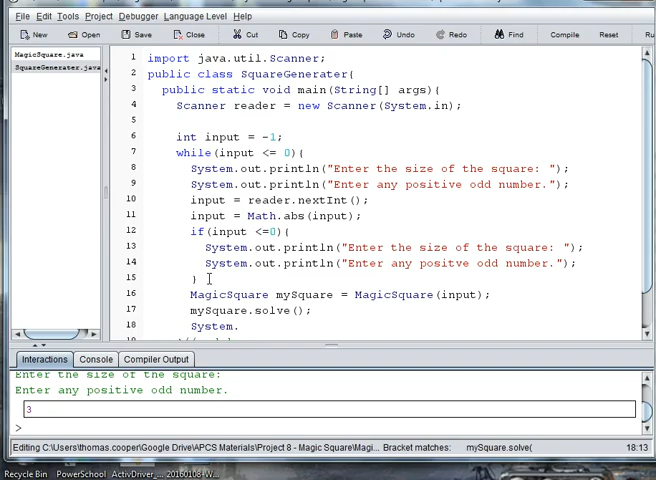 File Edit Tools Project Debugger Language Level Help
New Open Save Close Cut Copy Paste Undo Redo Find Compile Reset Ru
MagicSquare.java
SquareGenerater.java
1 import java.util.Scanner;
2 public class SquareGenerater{
3 public static void main(String[] args){
4 Scanner reader = new Scanner(System.in);
5
6 int input = -1;
7 while(input <= 0){
8 System.out.println("Enter the size of the square: ");
9 System.out.println("Enter any positive odd number.");
10 input = reader.nextInt();
11 input = Math.abs(input);
12 if(input <=0){
13 System.out.println("Enter the size of the square: ");
14 System.out.println("Enter any positve odd number.");
15 }
16 MagicSquare mySquare = MagicSquare(input);
17 mySquare.solve();
18 System.
Interactions Console Compiler Output
Enter the size of the square:
Enter any positive odd number.
3
>
Editing C:\Users\thomas.cooper\Google Drive\APCS Materials\Project 8 - Magic Square\Magi... Bracket matches: mySquare.solve( 18:13
Recycle Bin PowerSchool ActivDriver_... 20160108-W...